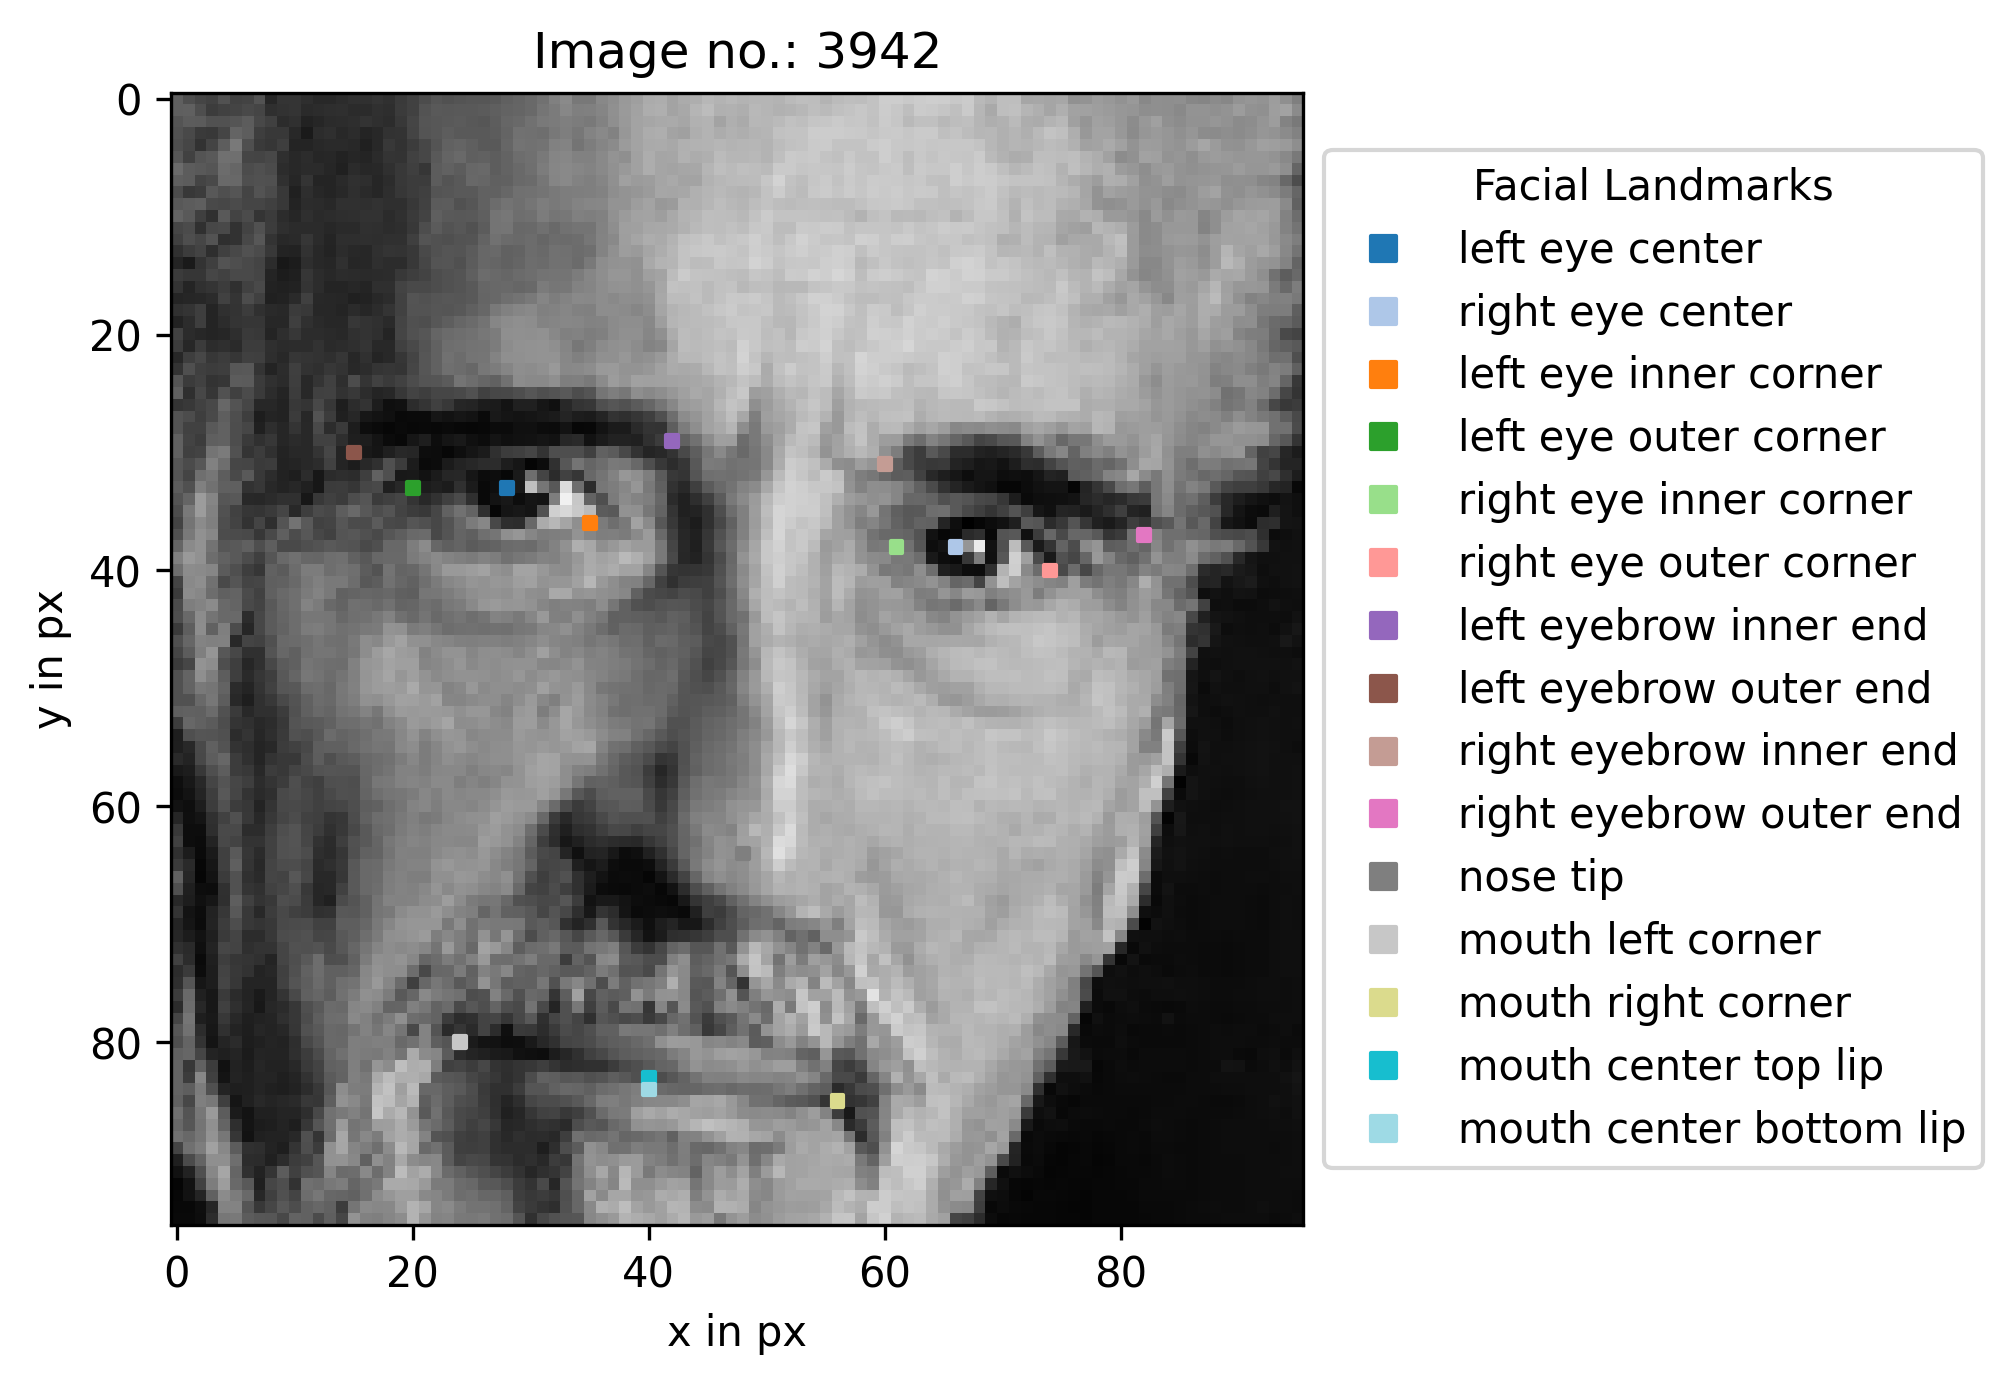 Image no.: 3942
0
20
40
60
80
y in px
0
20
40
60
80
x in px
Facial Landmarks
left eye center
right eye center
left eye inner corner
left eye outer corner
right eye inner corner
right eye outer corner
left eyebrow inner end
left eyebrow outer end
right eyebrow inner end
right eyebrow outer end
nose tip
mouth left corner
mouth right corner
mouth center top lip
mouth center bottom lip